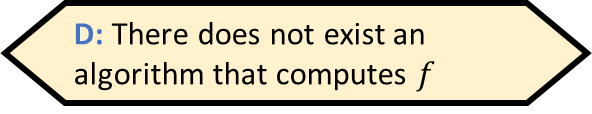 D: There does not exist an
algorithm that computes f